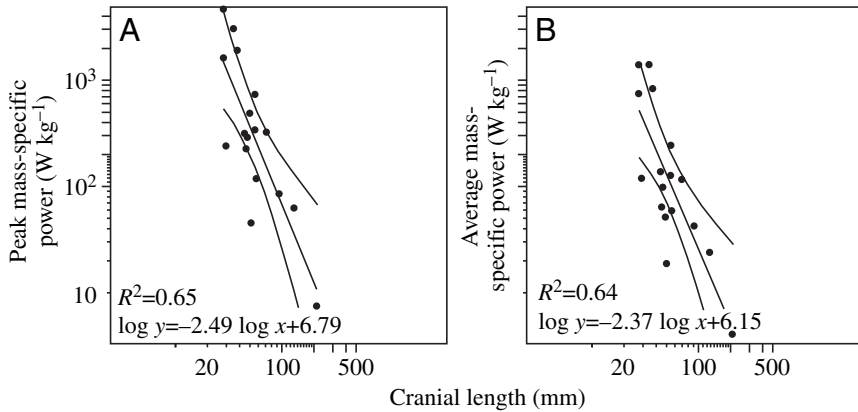 A
Peak mass-specific
power (W kg⁻¹)
10³
10²
10
R²=0.65
log y=−2.49 log x+6.79
20 100 500
B
Average mass-
specific power (W kg⁻¹)
R²=0.64
log y=−2.37 log x+6.15
20 100 500
Cranial length (mm)